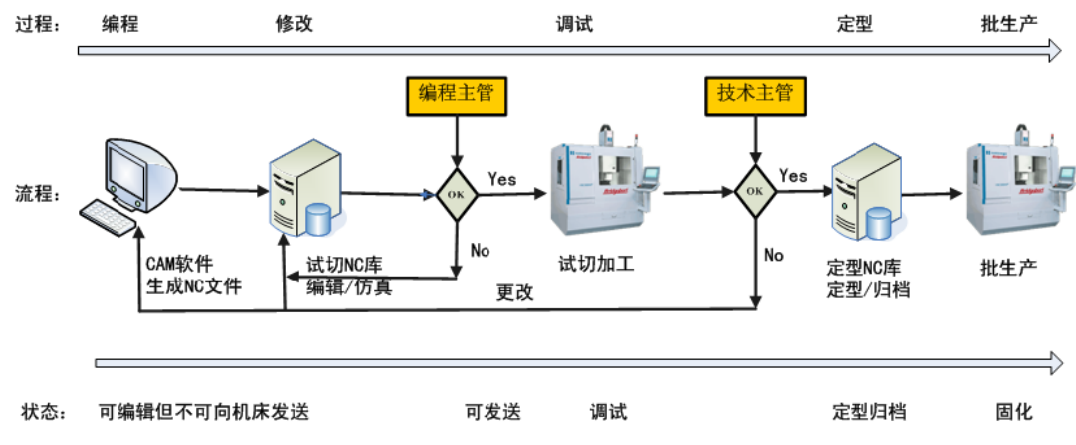 过程： 编程 修改 调试 定型 批生产
编程主管 技术主管
流程： OK Yes OK Yes
No No
CAM软件
生成NC文件
试切NC库
编辑/仿真
试切加工
定型NC库
定型/归档
批生产
更改
状态： 可编辑但不可向机床发送 可发送 调试 定型归档 固化